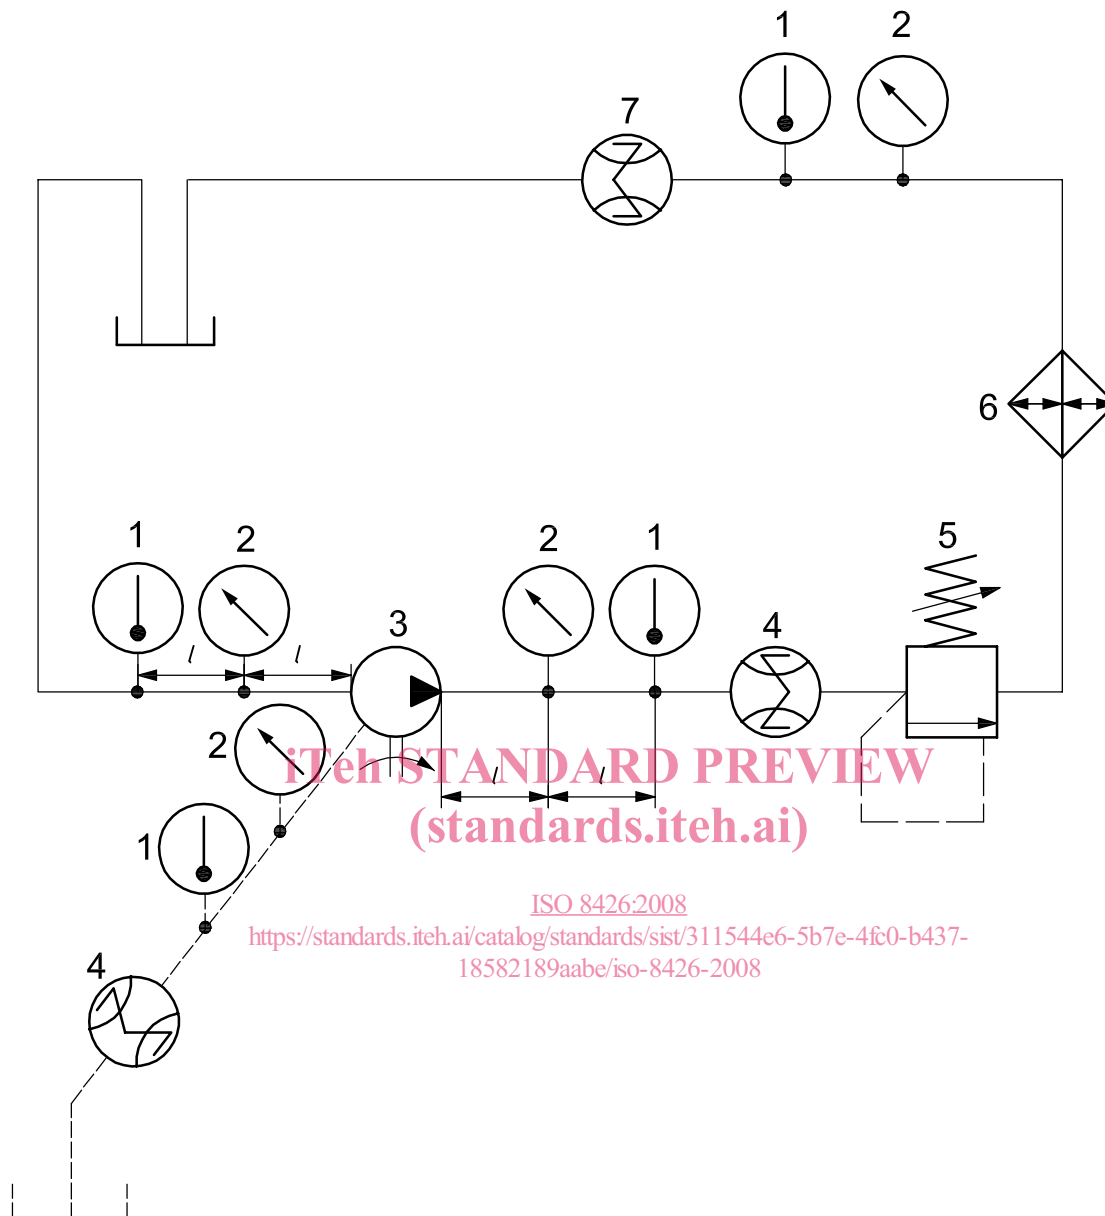 1 2
7
6
1 2 2 1 5
3 4
l l
2
iTeh STANDARD PREVIEW
l l
(standards.iteh.ai)
1
ISO 8426:2008
https://standards.iteh.ai/catalog/standards/sist/311544e6-5b7e-4fc0-b437-
18582189aabe/iso-8426-2008
4